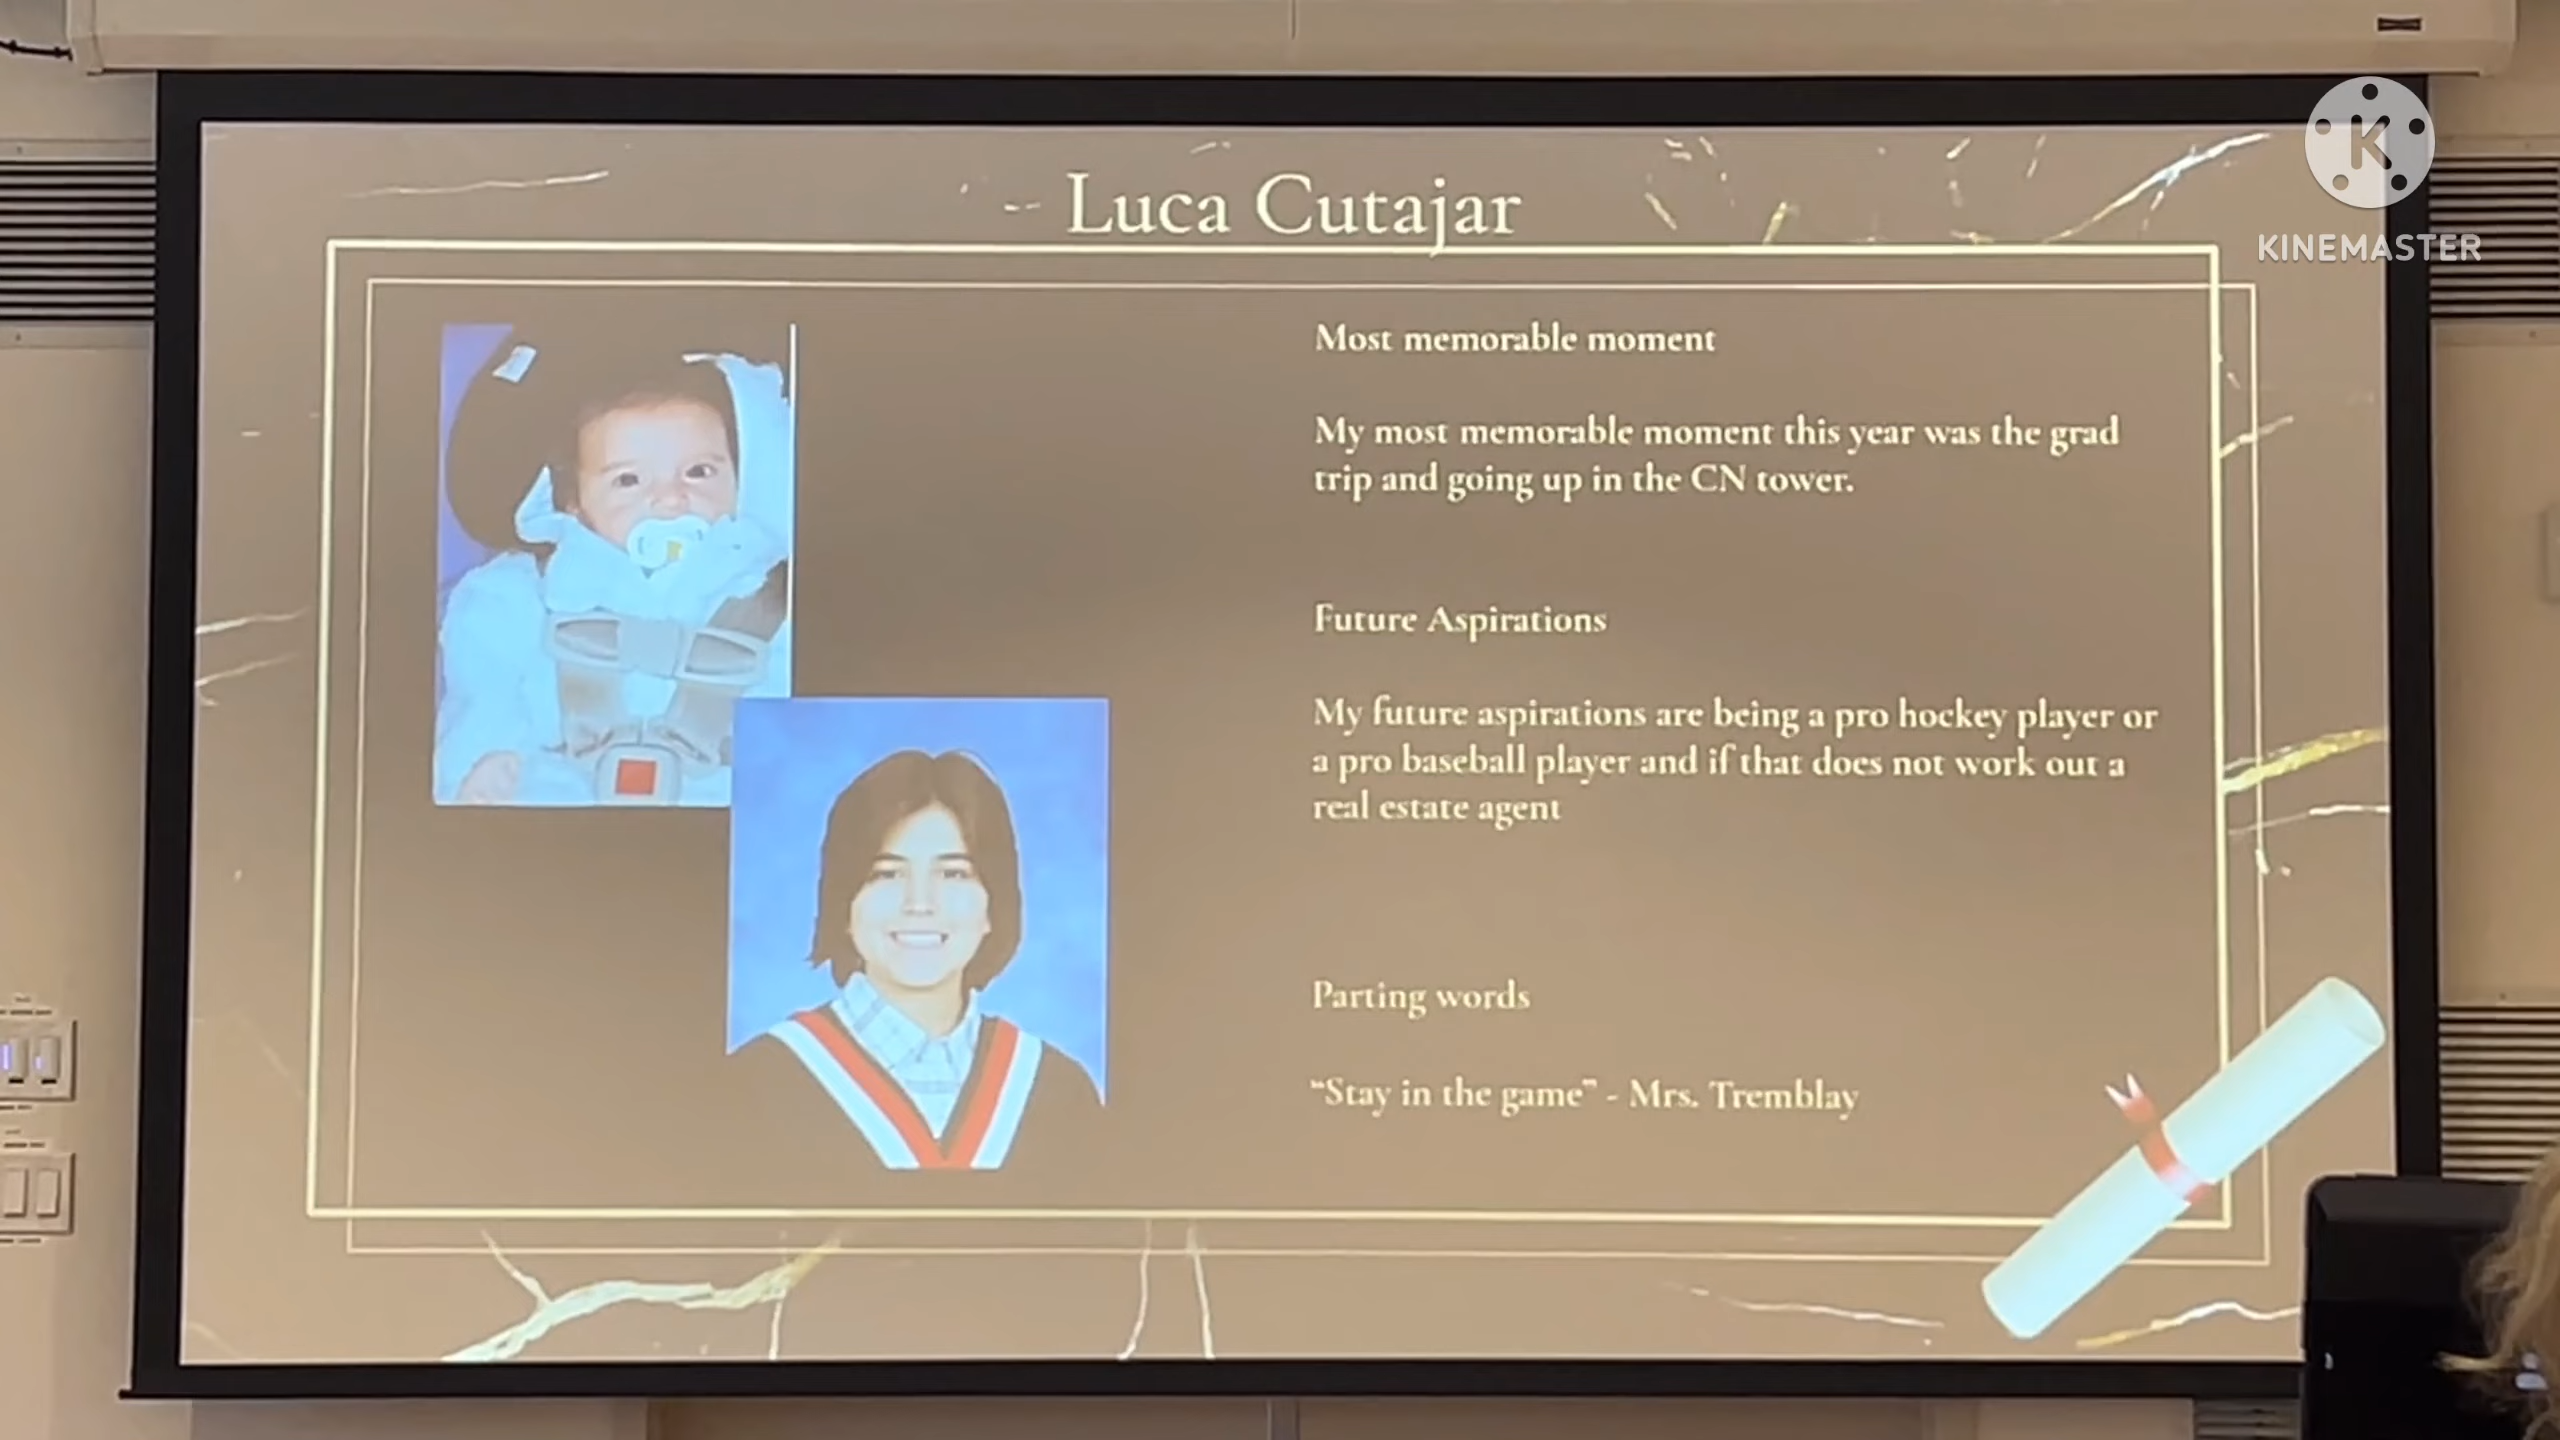 Luca Cutajar
KINEMASTER
Most memorable moment
My most memorable moment this year was the grad
trip and going up in the CN tower.
Future Aspirations
My future aspirations are being a pro hockey player or
a pro baseball player and if that does not work out a
real estate agent
Parting words
“Stay in the game” - Mrs. Tremblay